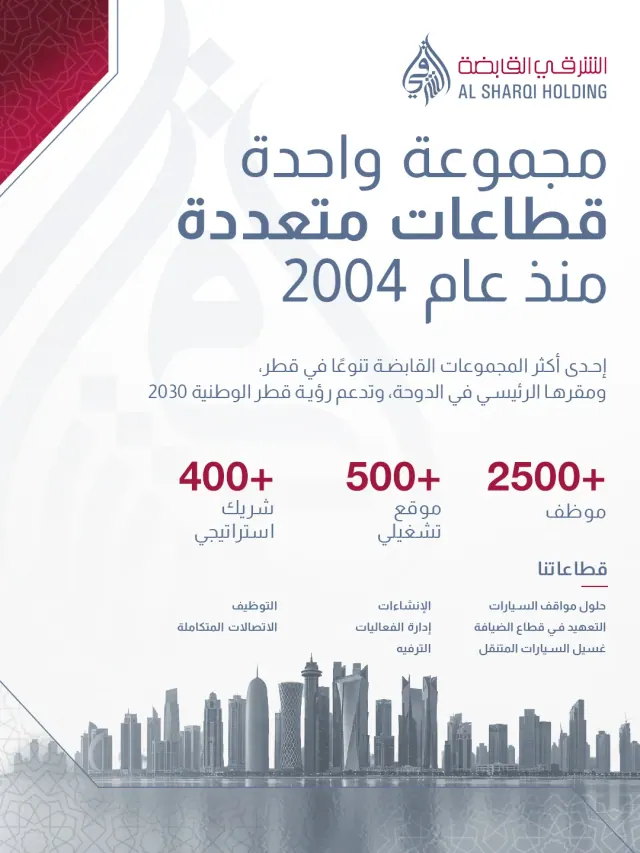 الشرقي القابضة
AL SHARQI HOLDING
مجموعة واحدة
قطاعات متعددة
منذ عام 2004
إحدى أكثر المجموعات القابضة تنوعًا في قطر،
ومقرها الرئيسي في الدوحة، وتدعم رؤية قطر الوطنية 2030
2500+
موظف
500+
موقع
تشغيلي
400+
شريك
استراتيجي
قطاعاتنا
حلول مواقف السيارات
التعهيد في قطاع الضيافة
غسيل السيارات المتنقل
الإنشاءات
إدارة الفعاليات
الترفيه
التوظيف
الاتصالات المتكاملة